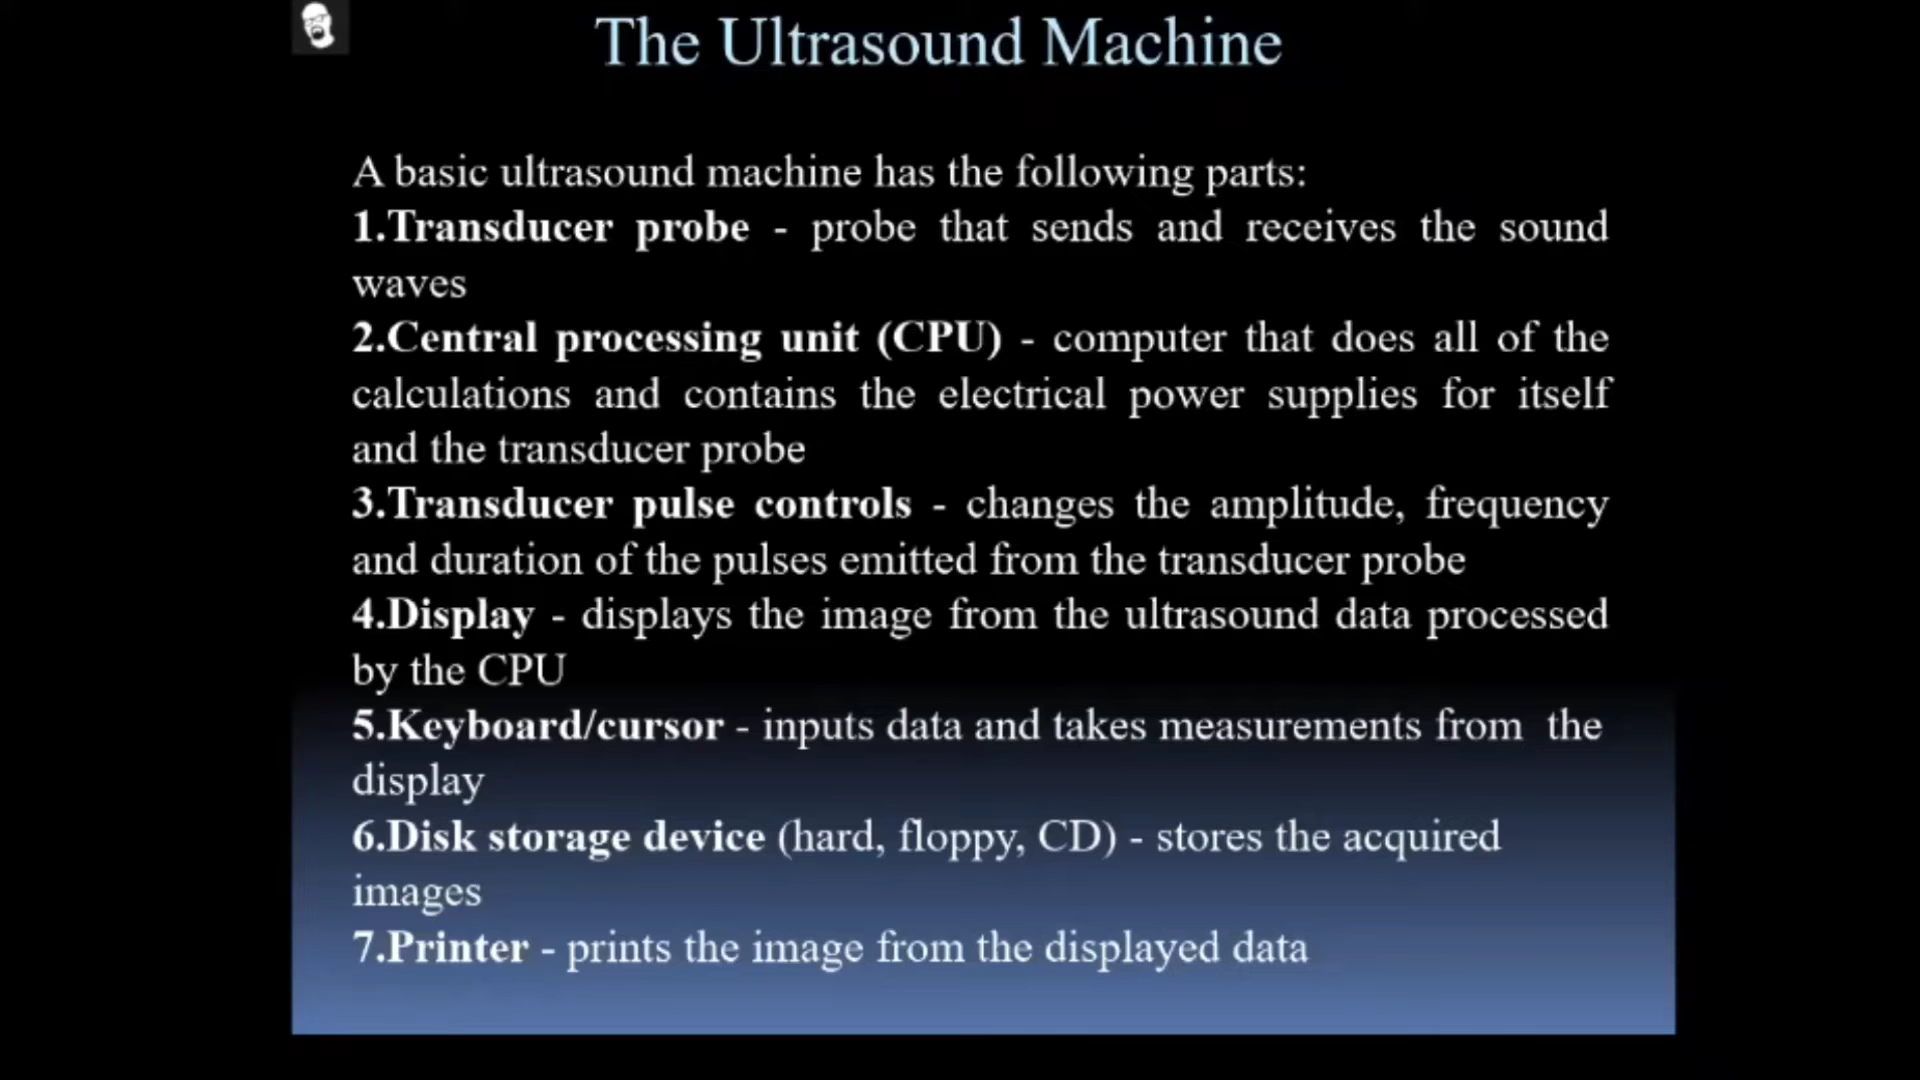 The Ultrasound Machine
A basic ultrasound machine has the following parts:
1.Transducer probe - probe that sends and receives the sound
waves
2.Central processing unit (CPU) - computer that does all of the
calculations and contains the electrical power supplies for itself
and the transducer probe
3.Transducer pulse controls - changes the amplitude, frequency
and duration of the pulses emitted from the transducer probe
4.Display - displays the image from the ultrasound data processed
by the CPU
5.Keyboard/cursor - inputs data and takes measurements from the
display
6.Disk storage device (hard, floppy, CD) - stores the acquired
images
7.Printer - prints the image from the displayed data